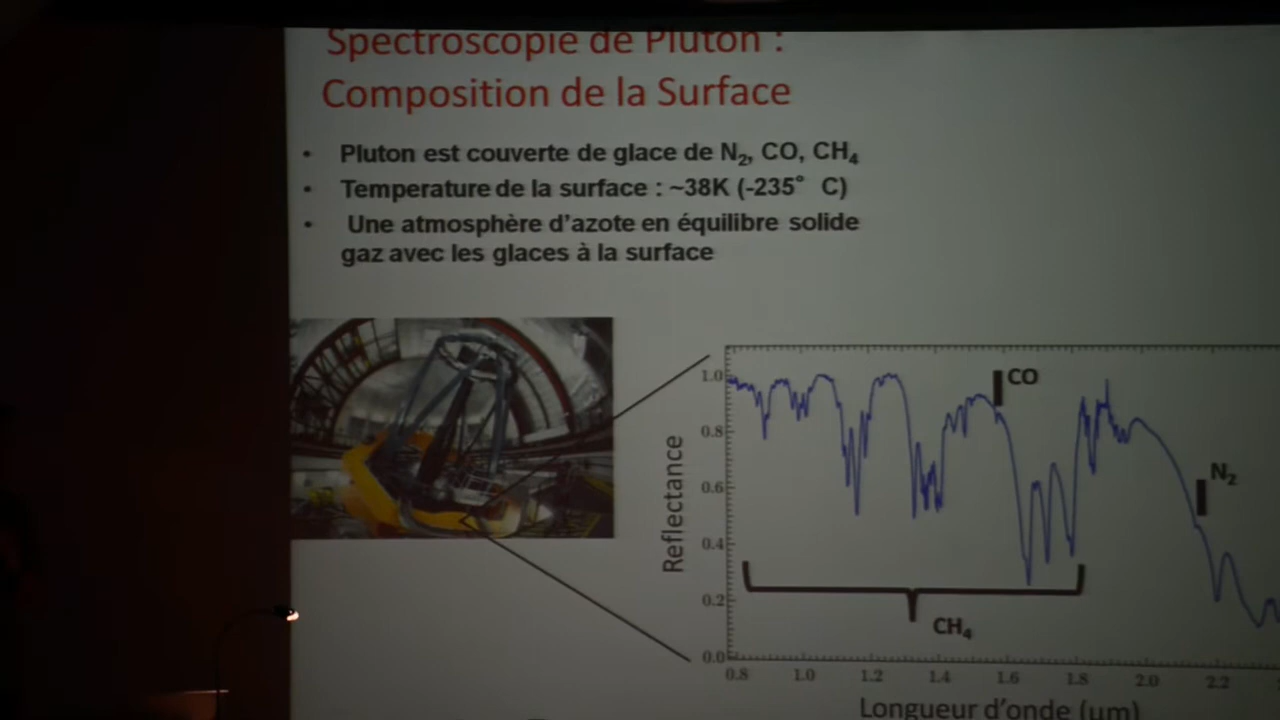 Spectroscopie de Pluton :
Composition de la Surface
• Pluton est couverte de glace de N₂, CO, CH₄
• Temperature de la surface : ~38K (-235° C)
• Une atmosphère d'azote en équilibre solide
gaz avec les glaces à la surface
1.0
0.8
0.6
0.4
0.2
0.0
Reflectance
CO
N₂
CH₄
0.8 1.0 1.2 1.4 1.6 1.8 2.0 2.2
Longueur d'onde (um)